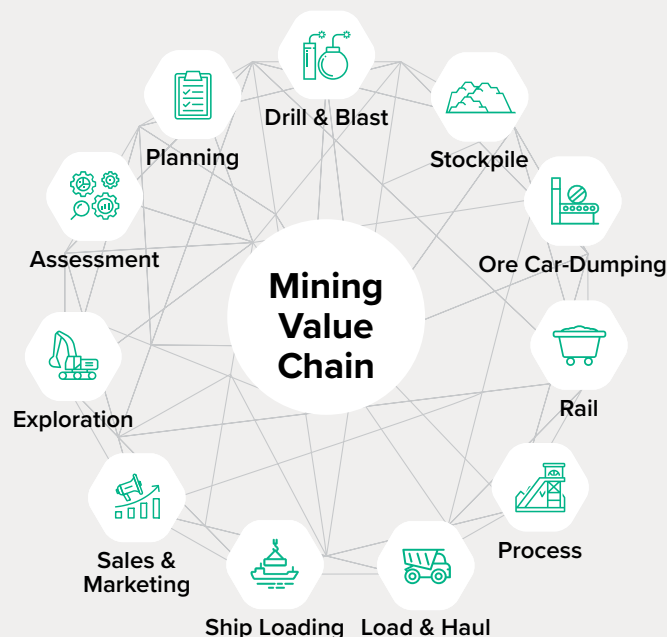 Drill & Blast
Planning
Stockpile
Assessment
Ore Car-Dumping
Mining
Value
Chain
Exploration
Rail
Sales &
Marketing
Process
Ship Loading
Load & Haul